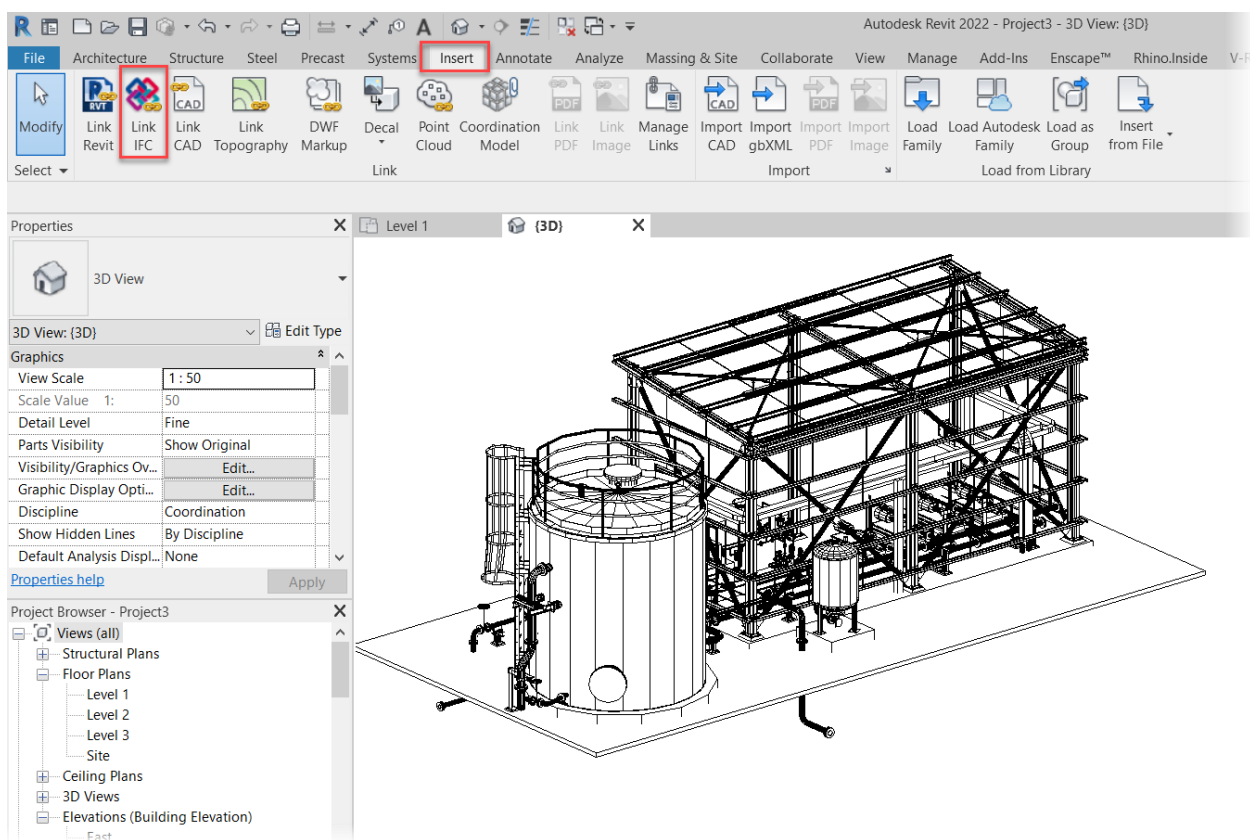 Autodesk Revit 2022 - Project3 - 3D View: {3D}
File Architecture Structure Steel Precast Systems Insert Annotate Analyze Massing & Site Collaborate View Manage Add-Ins Enscape™ Rhino.Inside V-R
Modify Link Link Link Link DWF Decal Point Coordination Link Link Manage Import Import Import Import Load Load Autodesk Load as Insert
Revit IFC CAD Topography Markup Cloud Model PDF Image Links CAD gbXML PDF Image Family Family Group from File
Select Link Import Load from Library
Properties Level 1 {3D}
3D View
3D View: {3D} Edit Type
Graphics
View Scale 1 : 50
Scale Value 1: 50
Detail Level Fine
Parts Visibility Show Original
Visibility/Graphics Ov... Edit...
Graphic Display Opti... Edit...
Discipline Coordination
Show Hidden Lines By Discipline
Default Analysis Displ... None
Properties help Apply
Project Browser - Project3
Views (all)
Structural Plans
Floor Plans
Level 1
Level 2
Level 3
Site
Ceiling Plans
3D Views
Elevations (Building Elevation)
East